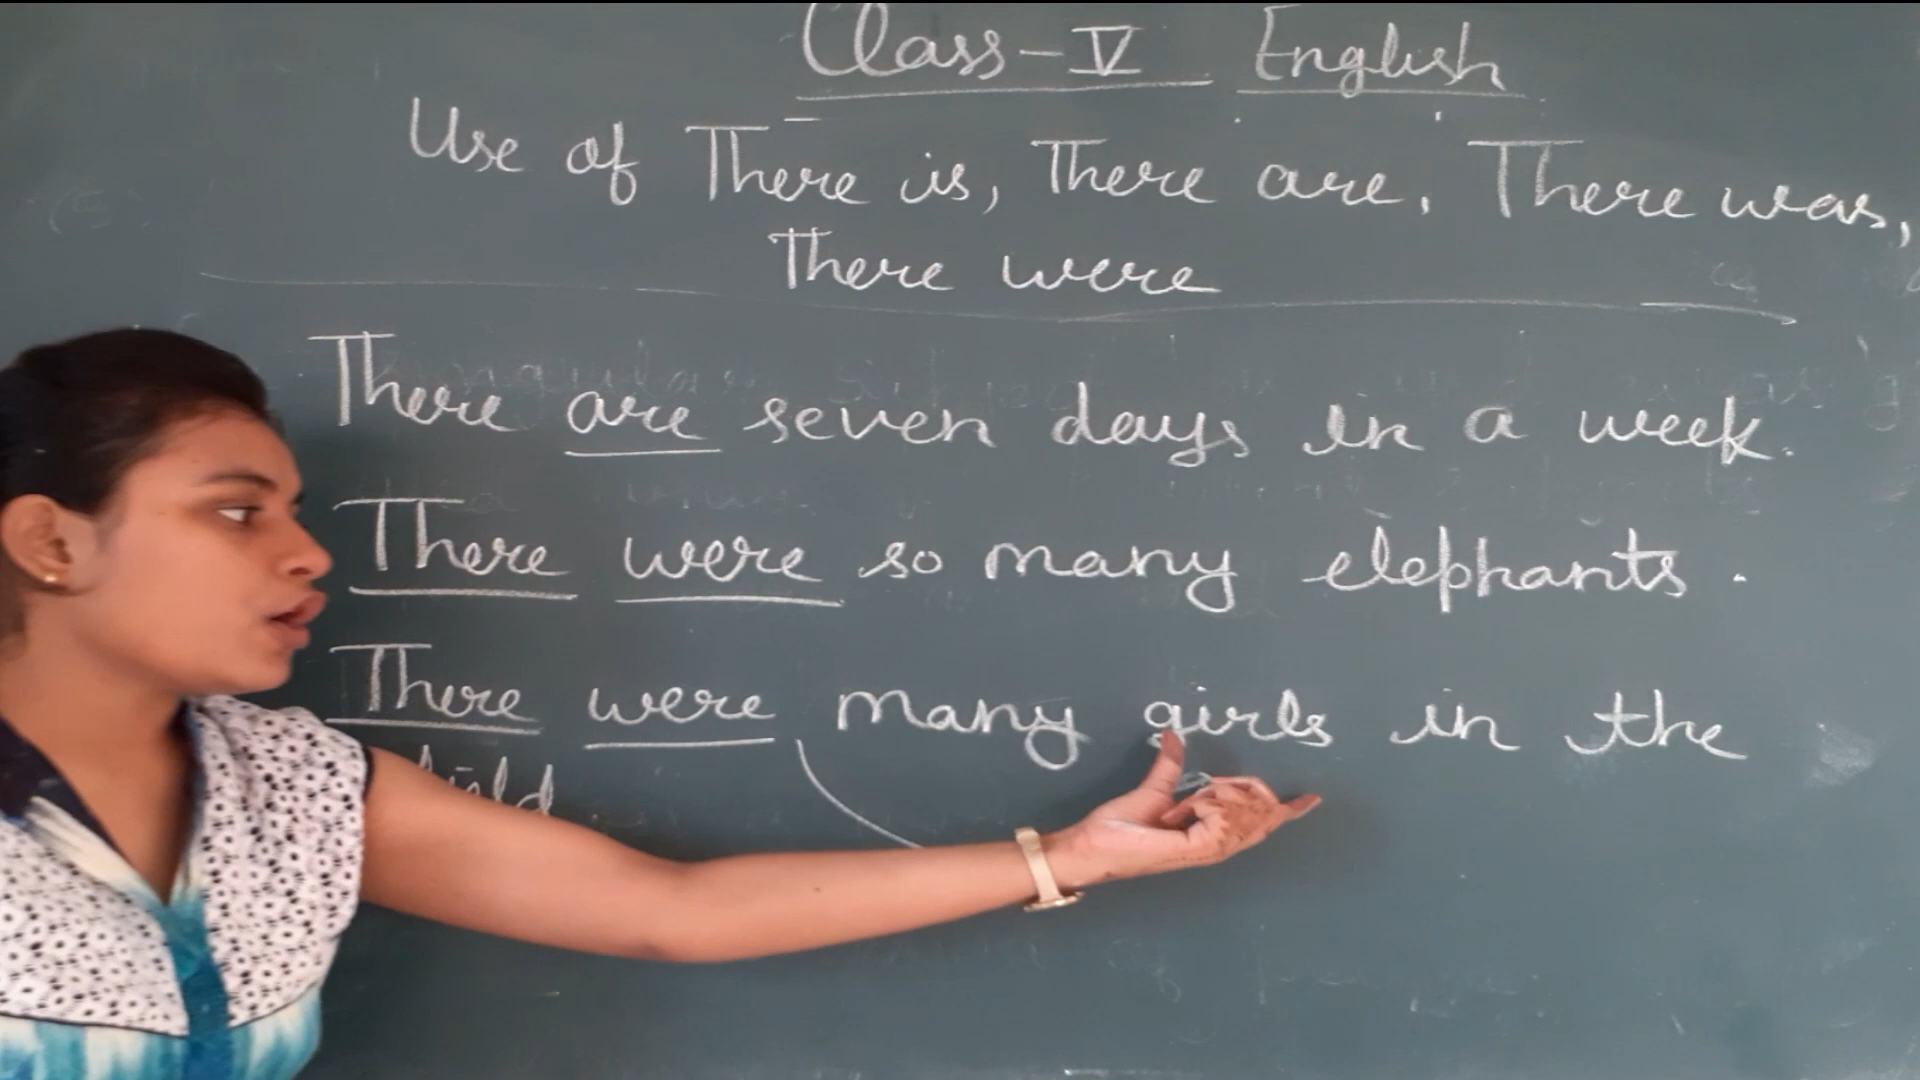 Class-V English
Use of There is, There are, There was,
There were
There are seven days in a week.
There were so many elephants.
There were many girls in the
field